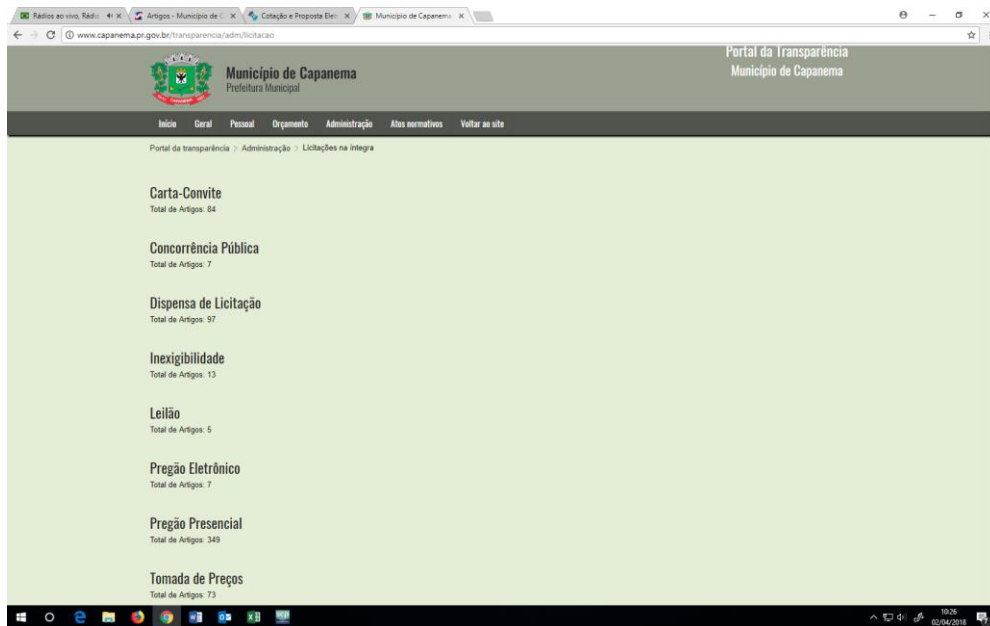 Rádios ao vivo, Rádio
Artigos - Município de C
Cotação e Proposta Eletr
Município de Capanema
www.capanema.pr.gov.br/transparencia/adm/licitacao
Portal da Transparência
Município de Capanema
Município de Capanema
Prefeitura Municipal
Início Geral Pessoal Orçamento Administração Atos normativos Voltar ao site
Portal da transparência > Administração > Licitações na íntegra
Carta-Convite
Total de Artigos: 84
Concorrência Pública
Total de Artigos: 7
Dispensa de Licitação
Total de Artigos: 97
Inexigibilidade
Total de Artigos: 13
Leilão
Total de Artigos: 5
Pregão Eletrônico
Total de Artigos: 7
Pregão Presencial
Total de Artigos: 349
Tomada de Preços
Total de Artigos: 73
10:26
02/04/2018